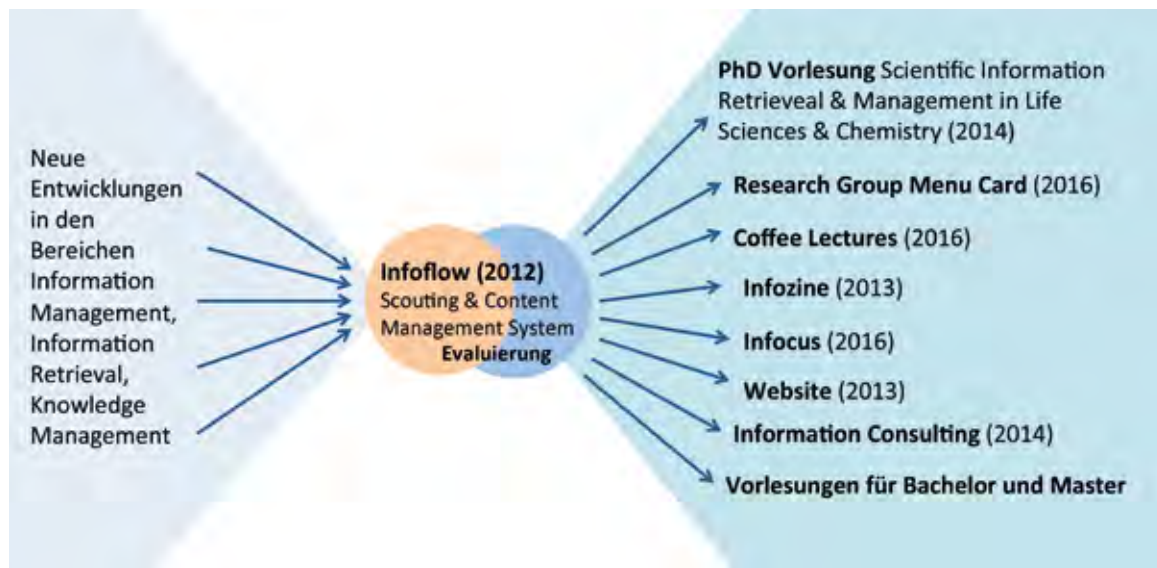 Neue
Entwicklungen
in den
Bereichen
Information
Management,
Information
Retrieval,
Knowledge
Management
Infoflow (2012)
Scouting & Content
Management System
Evaluierung
PhD Vorlesung Scientific Information
Retrieveal & Management in Life
Sciences & Chemistry (2014)
Research Group Menu Card (2016)
Coffee Lectures (2016)
Infozine (2013)
Infocus (2016)
Website (2013)
Information Consulting (2014)
Vorlesungen für Bachelor und Master